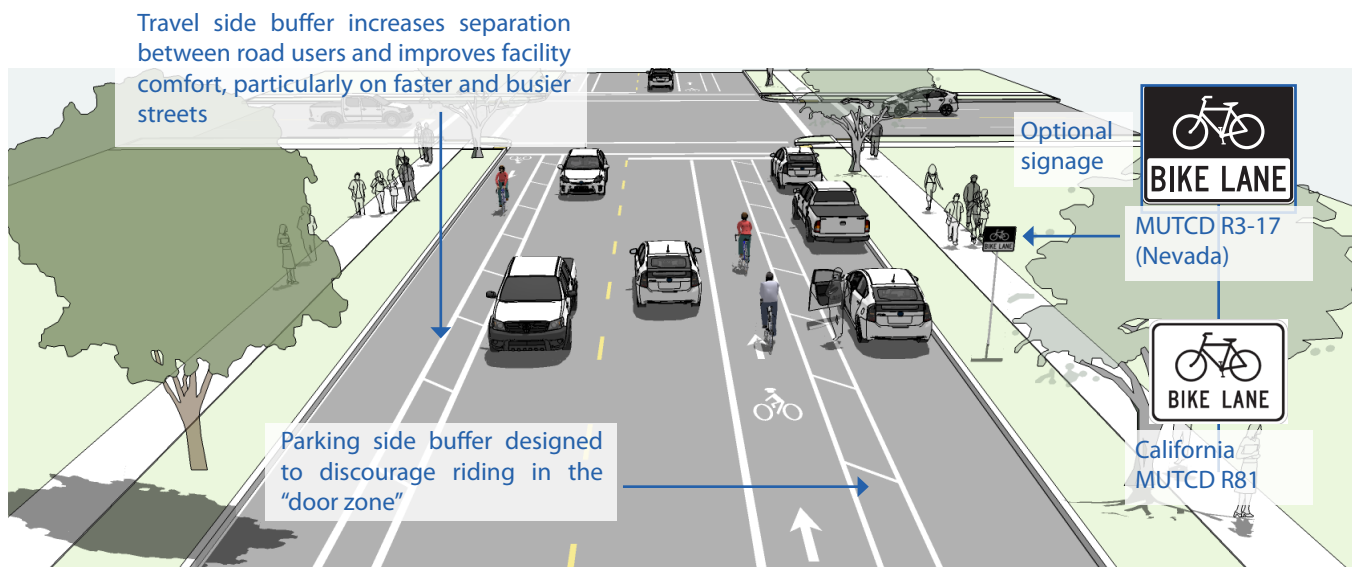 Travel side buffer increases separation
between road users and improves facility
comfort, particularly on faster and busier
streets
Optional
signage
BIKE LANE
MUTCD R3-17
(Nevada)
BIKE LANE
BIKE LANE
California
MUTCD R81
Parking side buffer designed
to discourage riding in the
“door zone”